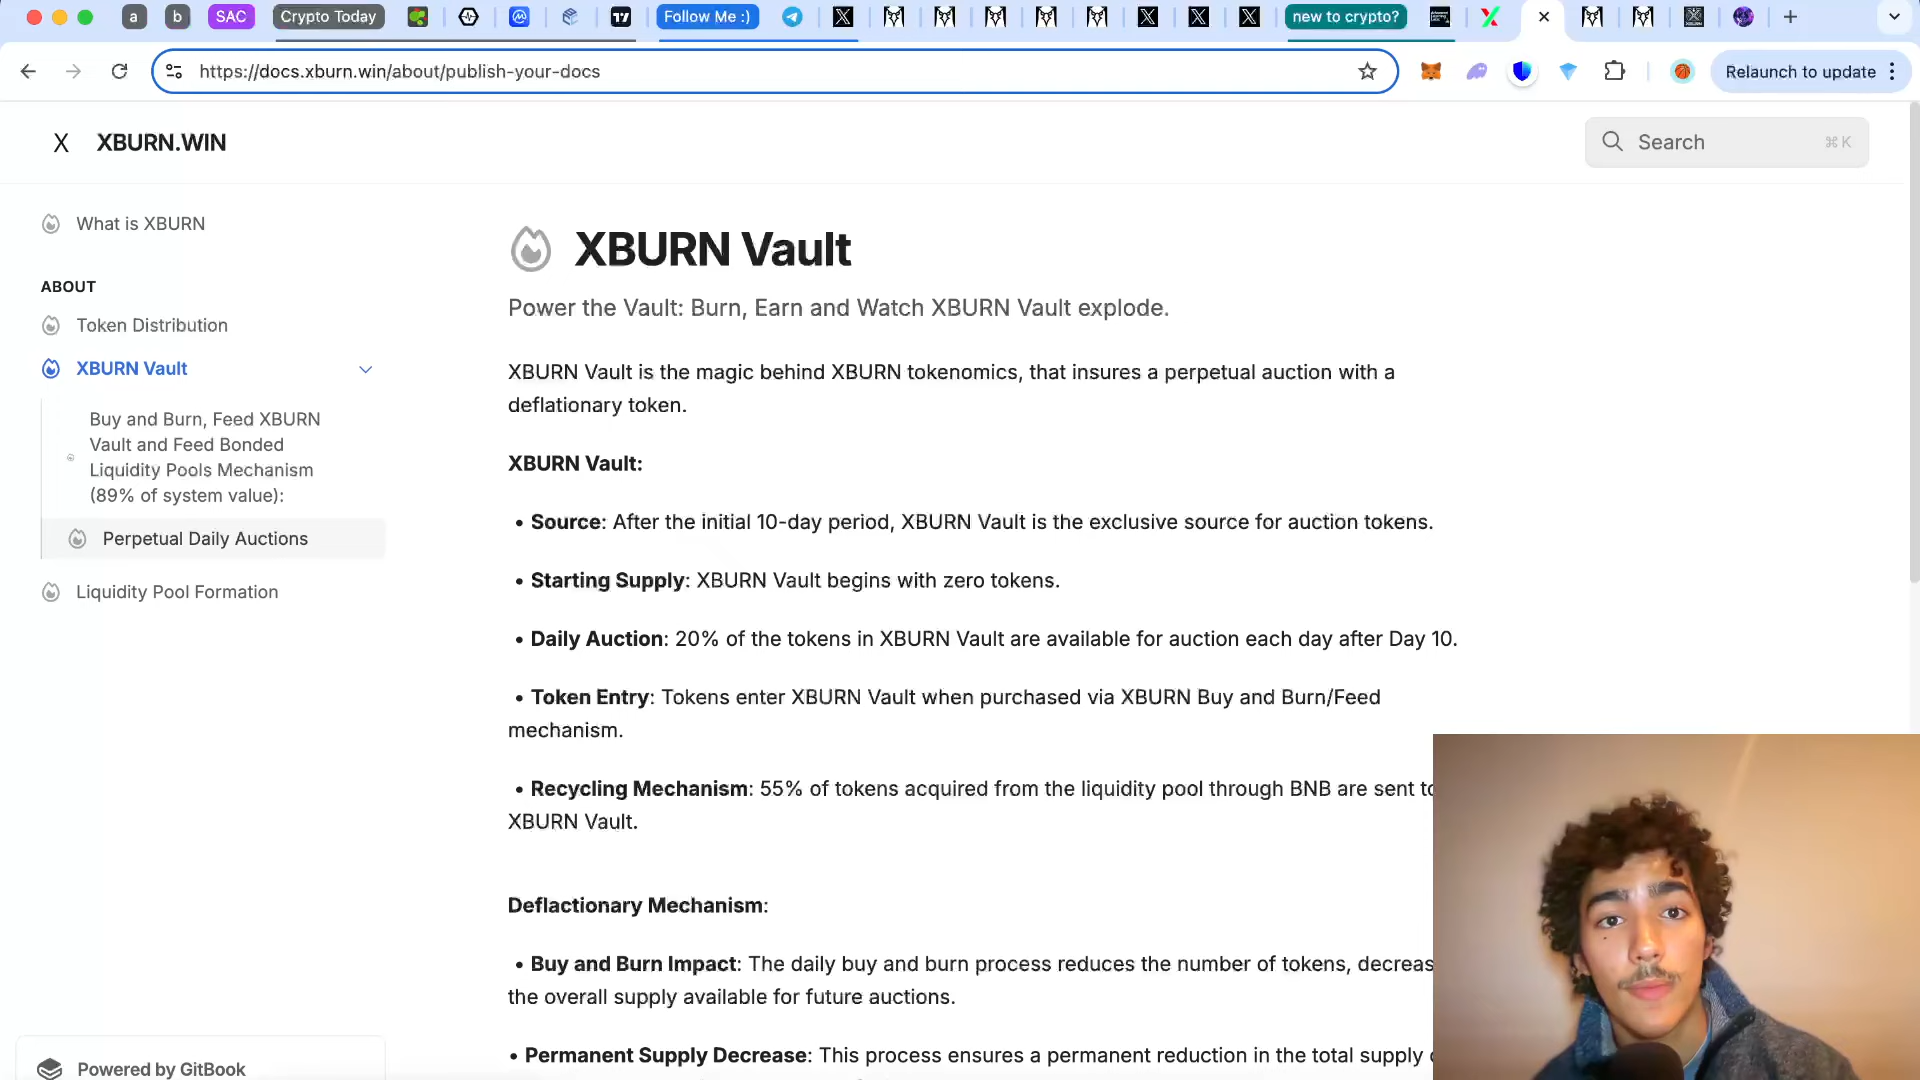 a
b
SAC
Crypto Today
Follow Me :)
new to crypto?
https://docs.xburn.win/about/publish-your-docs
Relaunch to update
X XBURN.WIN
Search
⌘K
What is XBURN
ABOUT
Token Distribution
XBURN Vault
Buy and Burn, Feed XBURN
Vault and Feed Bonded
Liquidity Pools Mechanism
(89% of system value):
Perpetual Daily Auctions
Liquidity Pool Formation
Powered by GitBook
XBURN Vault
Power the Vault: Burn, Earn and Watch XBURN Vault explode.
XBURN Vault is the magic behind XBURN tokenomics, that insures a perpetual auction with a
deflationary token.
XBURN Vault:
• Source: After the initial 10-day period, XBURN Vault is the exclusive source for auction tokens.
• Starting Supply: XBURN Vault begins with zero tokens.
• Daily Auction: 20% of the tokens in XBURN Vault are available for auction each day after Day 10.
• Token Entry: Tokens enter XBURN Vault when purchased via XBURN Buy and Burn/Feed
mechanism.
• Recycling Mechanism: 55% of tokens acquired from the liquidity pool through BNB are sent to
XBURN Vault.
Deflactionary Mechanism:
• Buy and Burn Impact: The daily buy and burn process reduces the number of tokens, decreas
the overall supply available for future auctions.
• Permanent Supply Decrease: This process ensures a permanent reduction in the total supply